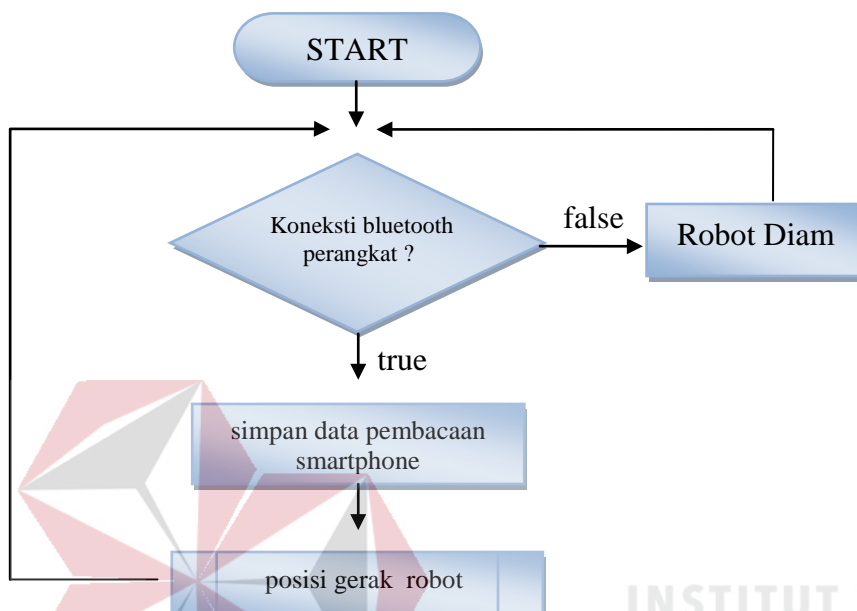 START
Koneksti bluetooth
perangkat ?
false
Robot Diam
true
simpan data pembacaan
smartphone
posisi gerak  robot
INSTITUT